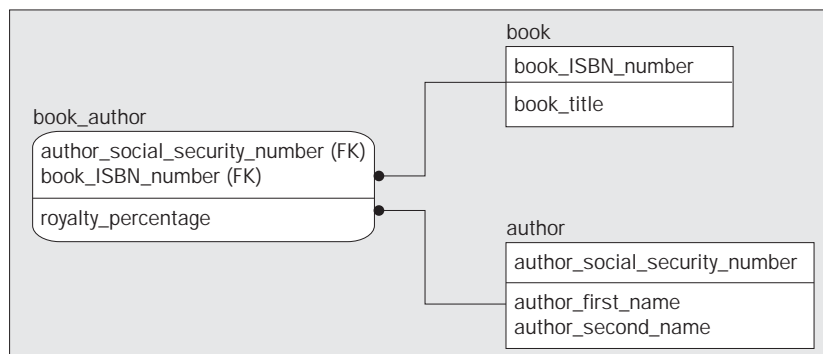 book
book_ISBN_number
book_title
book_author
author_social_security_number (FK)
book_ISBN_number (FK)
royalty_percentage
author
author_social_security_number
author_first_name
author_second_name